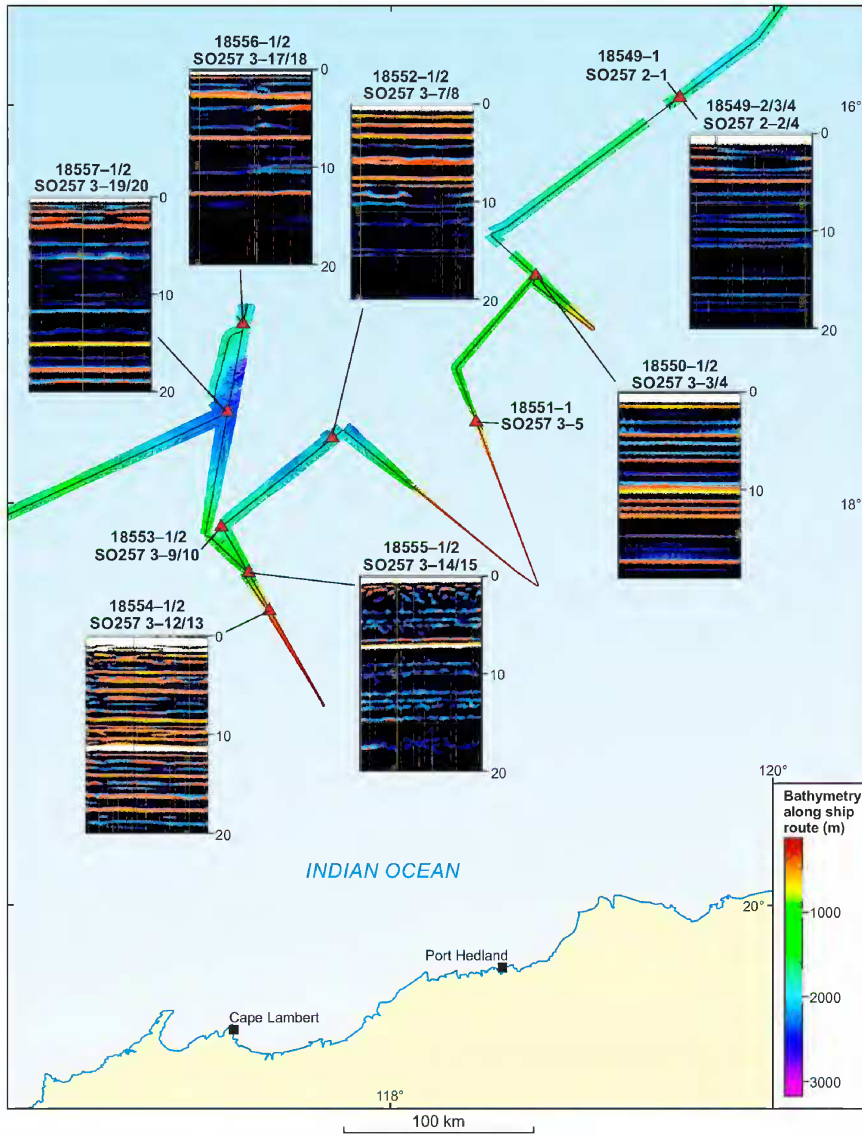 18556–1/2
SO257 3–17/18
0
10
20
18552–1/2
SO257 3–7/8
0
10
20
18549–1
SO257 2–1
16°
18549–2/3/4
SO257 2–2/4
0
10
20
18557–1/2
SO257 3–19/20
0
10
20
18550–1/2
SO257 3–3/4
0
10
18551–1
SO257 3–5
18°
18553–1/2
SO257 3–9/10
18555–1/2
SO257 3–14/15
0
10
20
18554–1/2
SO257 3–12/13
0
10
20
120°
Bathymetry
along ship
route (m)
1000
2000
3000
INDIAN OCEAN
20°
Port Hedland
Cape Lambert
118°
100 km